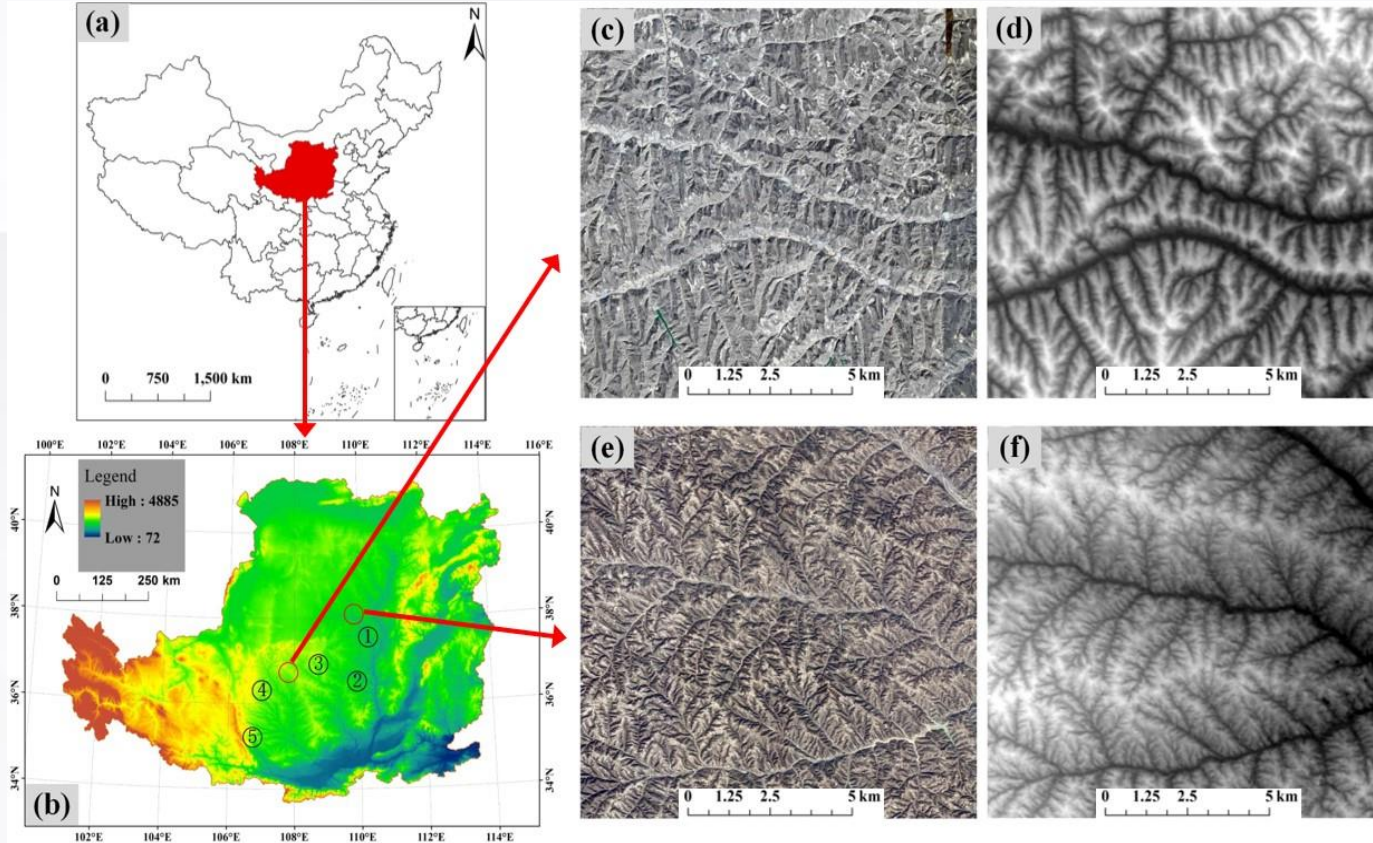 (a)
N
0 750 1,500 km
100°E 102°E 104°E 106°E 108°E 110°E 112°E 114°E 116°E
Legend
High : 4885
Low : 72
N
0 125 250 km
40°N
38°N
36°N
34°N
40°N
38°N
36°N
34°N
①
②
③
④
⑤
(b)
102°E 104°E 106°E 108°E 110°E 112°E 114°E
(c)
0 1.25 2.5 5 km
(d)
0 1.25 2.5 5 km
(e)
0 1.25 2.5 5 km
(f)
0 1.25 2.5 5 km